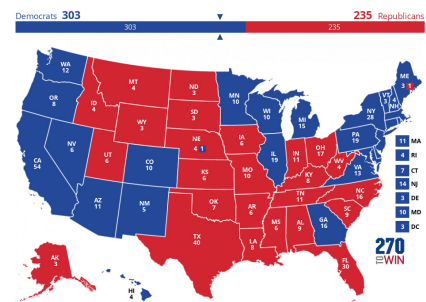 Democrats 303
235 Republicans
303
235
WA
12
OR
8
CA
54
NV
6
ID
4
MT
4
WY
3
UT
6
AZ
11
CO
10
NM
5
ND
3
SD
3
NE
4 1
KS
6
OK
7
TX
40
MN
10
IA
6
MO
10
AR
6
LA
8
WI
10
IL
19
MI
15
IN
11
OH
17
KY
8
TN
11
MS
6
AL
9
GA
16
FL
30
SC
9
NC
16
VA
13
WV
4
PA
19
NY
28
VT
3
NH
4
ME
3 1
11 MA
4 RI
7 CT
14 NJ
3 DE
10 MD
3 DC
AK
3
HI
4
270
TO WIN